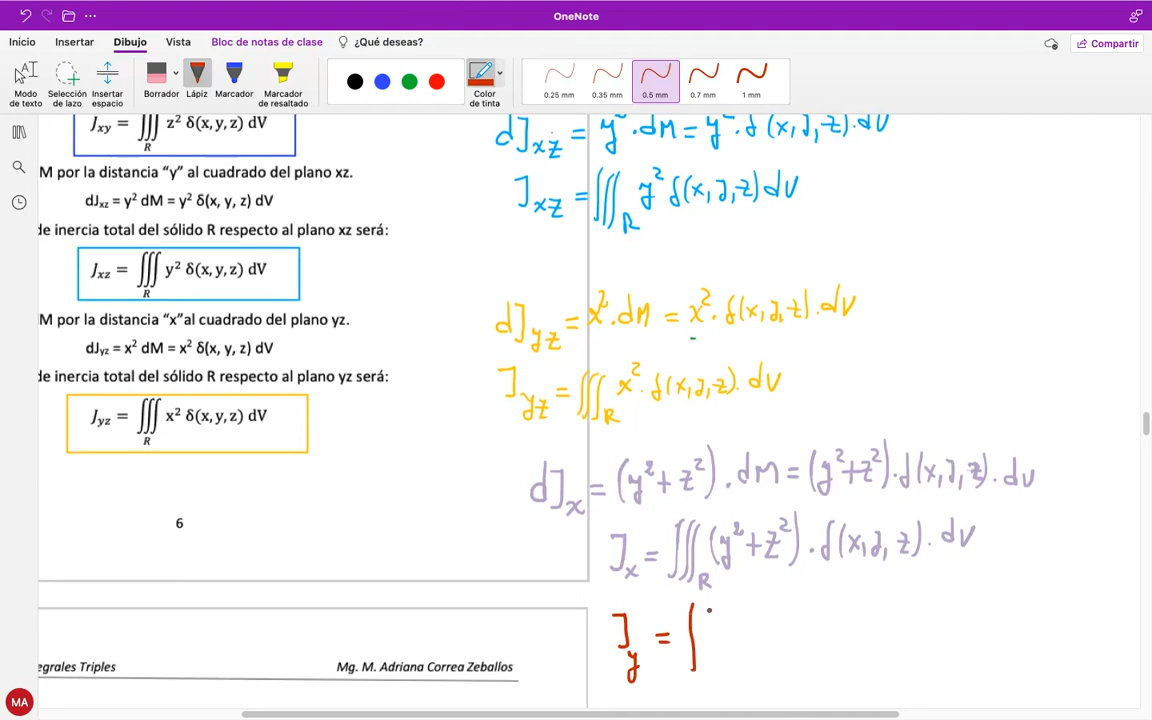 OneNote
Inicio Insertar Dibujo Vista Bloc de notas de clase ¿Qué deseas? Compartir
Modo de texto Selección de lazo Insertar espacio Borrador Lápiz Marcador Marcador de resaltado Color de tinta 0.25 mm 0.35 mm 0.5 mm 0.7 mm 1 mm
Jxy = ∭R z² δ(x, y, z) dV
M por la distancia “y” al cuadrado del plano xz.
dJxz = y² dM = y² δ(x, y, z) dV
de inercia total del sólido R respecto al plano xz será:
Jxz = ∭R y² δ(x, y, z) dV
M por la distancia “x”al cuadrado del plano yz.
dJyz = x² dM = x² δ(x, y, z) dV
de inercia total del sólido R respecto al plano yz será:
Jyz = ∭R x² δ(x, y, z) dV
6
egrales Triples Mg. M. Adriana Correa Zeballos
dJxz = y².dM = y².δ(x,y,z).dV
Jxz = ∭R y² δ(x,y,z) dV
dJyz = x².dM = x².δ(x,y,z).dV
Jyz = ∭R x².δ(x,y,z).dV
dJx = (y²+z²).dM = (y²+z²).δ(x,y,z).dV
Jx = ∭R (y²+z²).δ(x,y,z).dV
Jy = ∫
MA